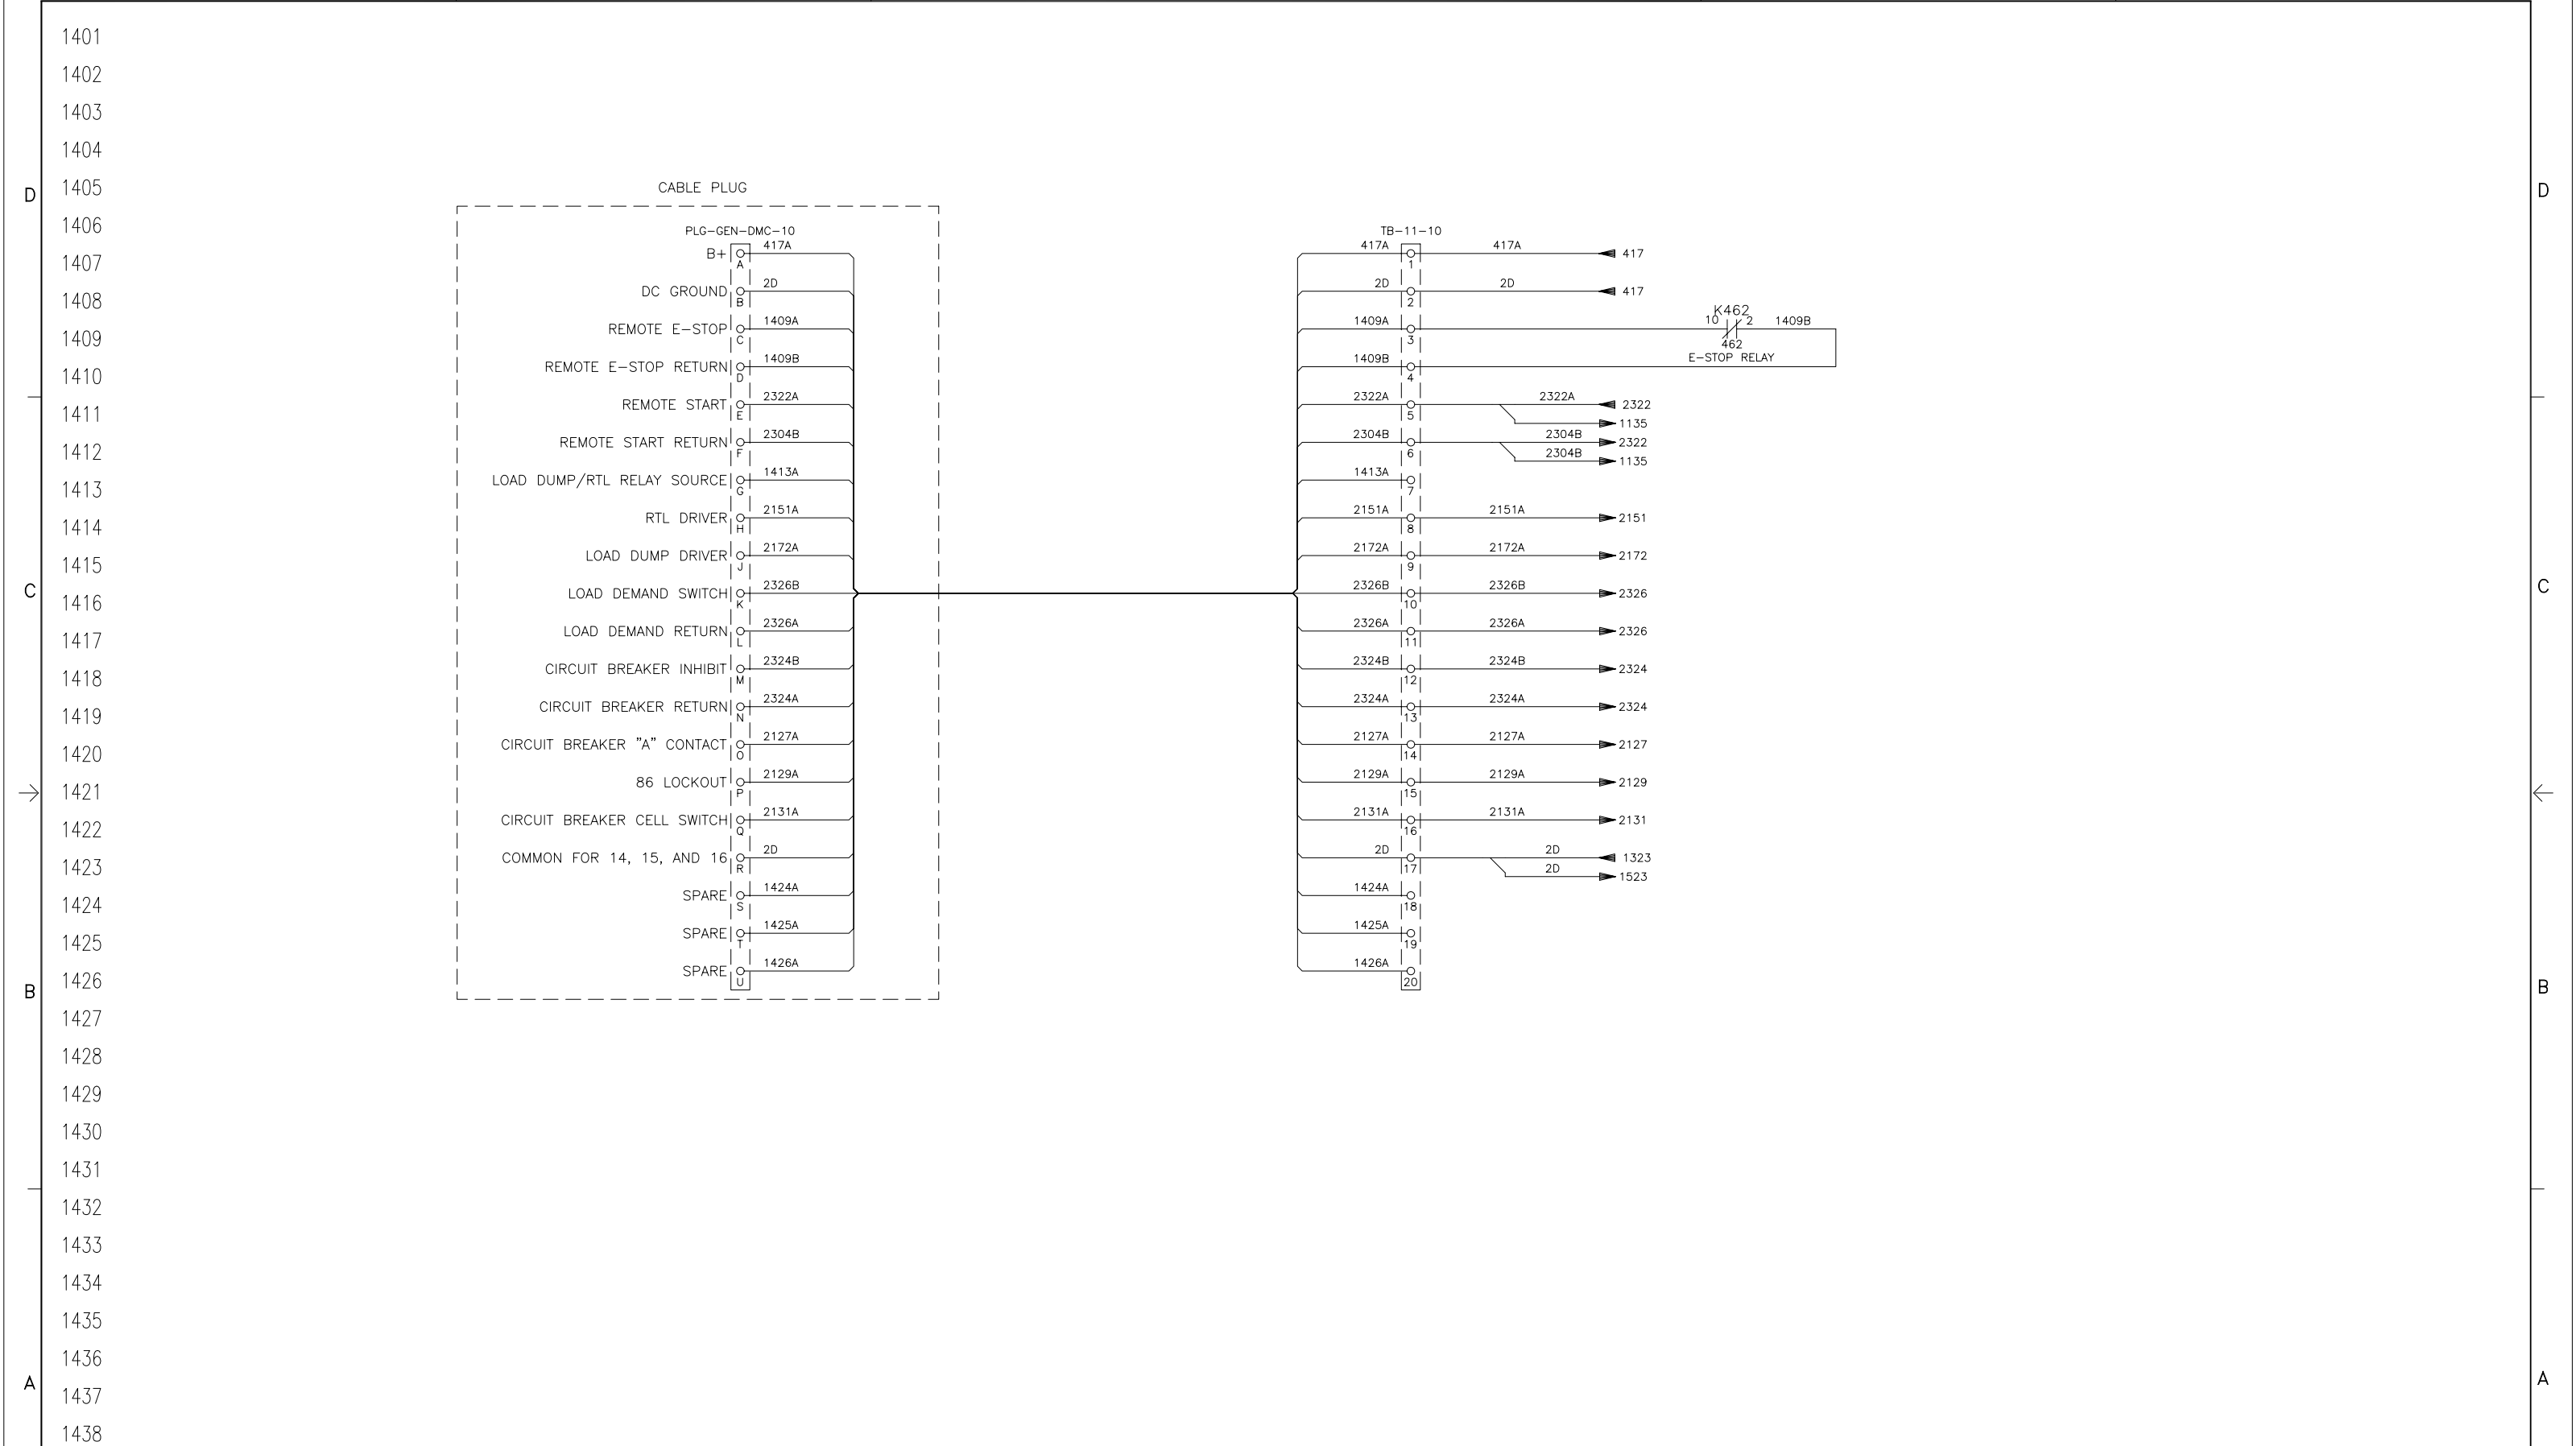 1401
1402
1403
1404
D 1405 CABLE PLUG D
1406 PLG-GEN-DMC-10 TB-11-10
1407 B+ A 417A 417A 1 417A 417
1408 DC GROUND B 2D 2D 2 2D 417
K462
1409 REMOTE E-STOP C 1409A 1409A 3 10 2 1409B
462
E-STOP RELAY
1410 REMOTE E-STOP RETURN D 1409B 1409B 4
1411 REMOTE START E 2322A 2322A 5 2322A 2322
1135
1412 REMOTE START RETURN F 2304B 2304B 6 2304B 2322
2304B 1135
1413 LOAD DUMP/RTL RELAY SOURCE G 1413A 1413A 7
1414 RTL DRIVER H 2151A 2151A 8 2151A 2151
1415 LOAD DUMP DRIVER J 2172A 2172A 9 2172A 2172
C 1416 LOAD DEMAND SWITCH K 2326B 2326B 10 2326B 2326 C
1417 LOAD DEMAND RETURN L 2326A 2326A 11 2326A 2326
1418 CIRCUIT BREAKER INHIBIT M 2324B 2324B 12 2324B 2324
1419 CIRCUIT BREAKER RETURN N 2324A 2324A 13 2324A 2324
1420 CIRCUIT BREAKER "A" CONTACT O 2127A 2127A 14 2127A 2127
1421 86 LOCKOUT P 2129A 2129A 15 2129A 2129
1422 CIRCUIT BREAKER CELL SWITCH Q 2131A 2131A 16 2131A 2131
1423 COMMON FOR 14, 15, AND 16 R 2D 2D 17 2D 1323
2D 1523
1424 SPARE S 1424A 1424A 18
1425 SPARE T 1425A 1425A 19
B 1426 SPARE U 1426A 1426A 20 B
1427
1428
1429
1430
1431
1432
1433
1434
1435
1436
A 1437 A
1438